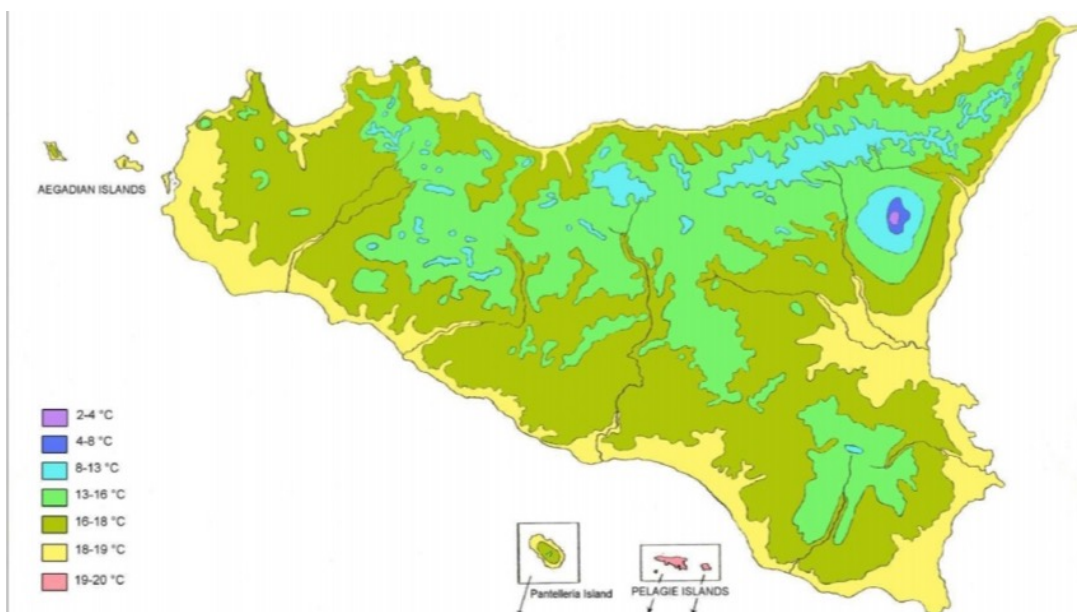 AEGADIAN ISLANDS
2-4 °C
4-8 °C
8-13 °C
13-16 °C
16-18 °C
18-19 °C
19-20 °C
Pantelleria Island
PELAGIE ISLANDS